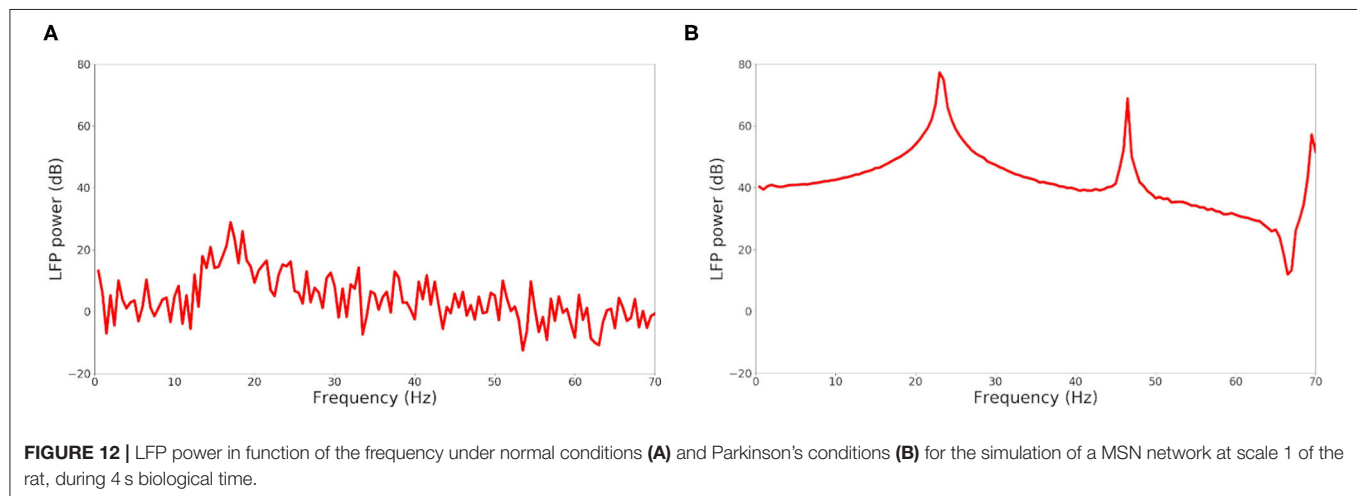 A
80
60
40
20
0
−20
LFP power (dB)
0 10 20 30 40 50 60 70
Frequency (Hz)
B
80
60
40
20
0
−20
LFP power (dB)
0 10 20 30 40 50 60 70
Frequency (Hz)
FIGURE 12 | LFP power in function of the frequency under normal conditions (A) and Parkinson's conditions (B) for the simulation of a MSN network at scale 1 of the
rat, during 4 s biological time.